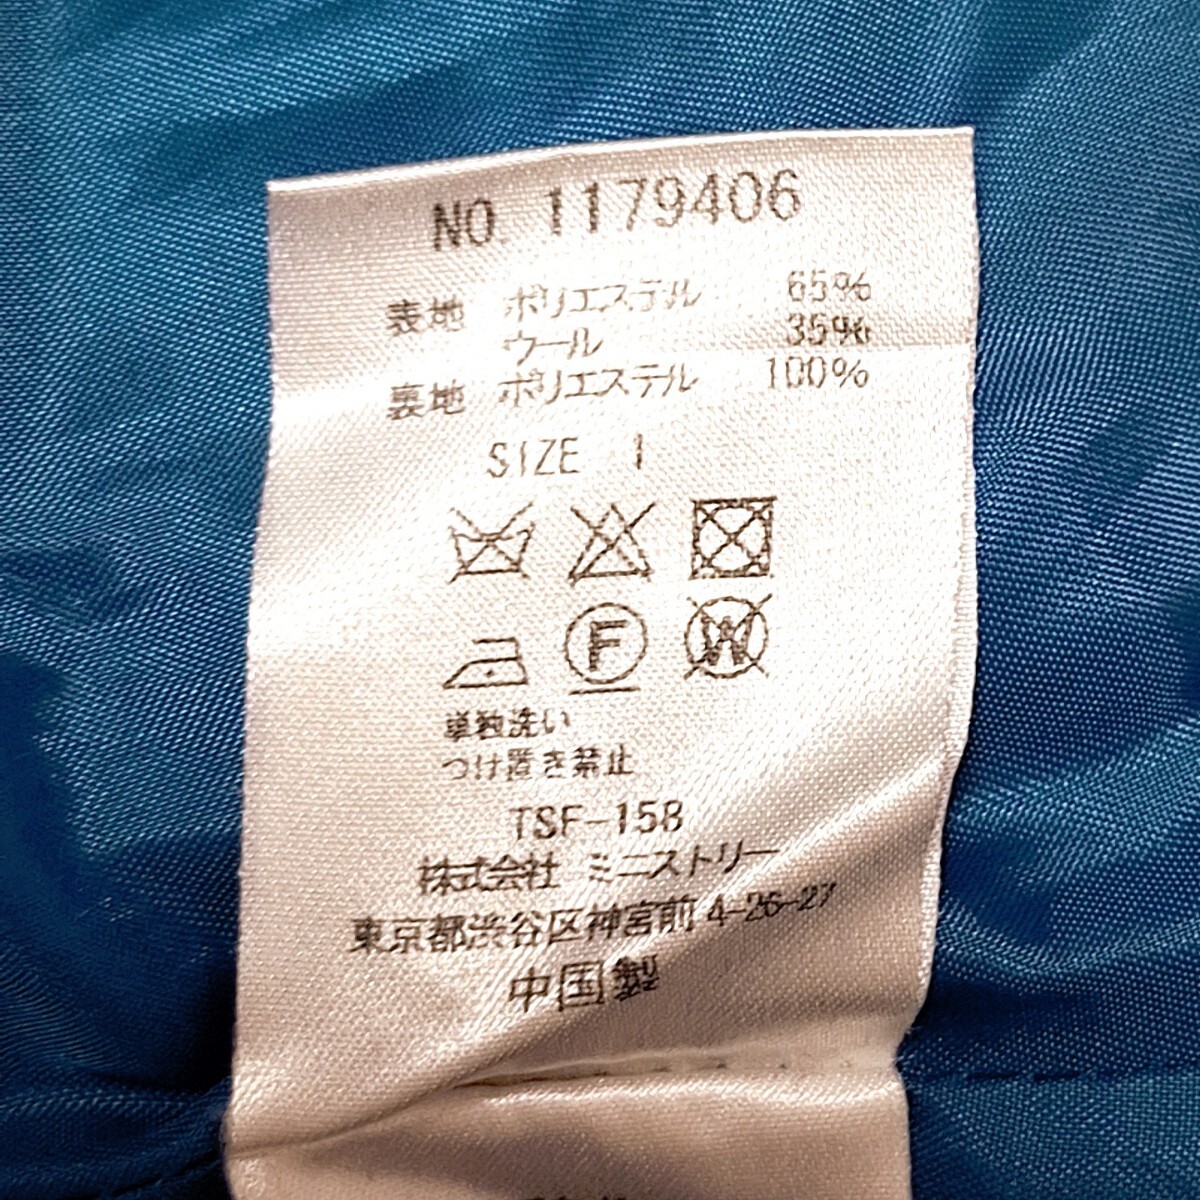 NO. 1179406
表地 ポリエステル 65%
ウール 35%
裏地 ポリエステル 100%
SIZE 1
F W
単独洗い
つけ置き禁止
TSF-158
株式会社 ミニストリー
東京都渋谷区神宮前4-26-27
中国製